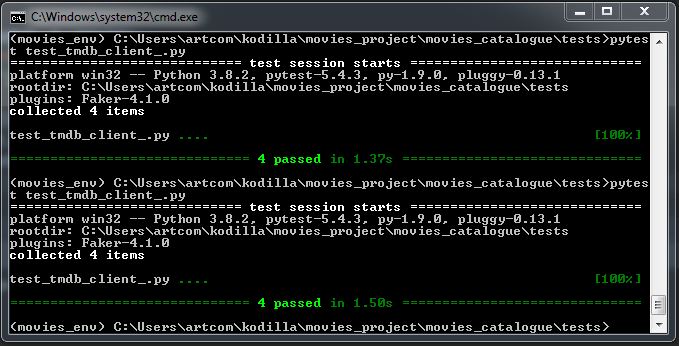 C:\Windows\system32\cmd.exe
(movies_env) C:\Users\artcom\kodilla\movies_project\movies_catalogue\tests>pytes
t test_tmdb_client_.py
============================= test session starts =============================
platform win32 -- Python 3.8.2, pytest-5.4.3, py-1.9.0, pluggy-0.13.1
rootdir: C:\Users\artcom\kodilla\movies_project\movies_catalogue\tests
plugins: Faker-4.1.0
collected 4 items
test_tmdb_client_.py .... [100%]
============================== 4 passed in 1.37s ==============================
(movies_env) C:\Users\artcom\kodilla\movies_project\movies_catalogue\tests>pytes
t test_tmdb_client_.py
============================= test session starts =============================
platform win32 -- Python 3.8.2, pytest-5.4.3, py-1.9.0, pluggy-0.13.1
rootdir: C:\Users\artcom\kodilla\movies_project\movies_catalogue\tests
plugins: Faker-4.1.0
collected 4 items
test_tmdb_client_.py .... [100%]
============================== 4 passed in 1.50s ==============================
(movies_env) C:\Users\artcom\kodilla\movies_project\movies_catalogue\tests>